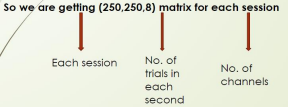 So we are getting (250,250,8) matrix for each session
Each session
No. of
trials in
each
second
No. of
channels